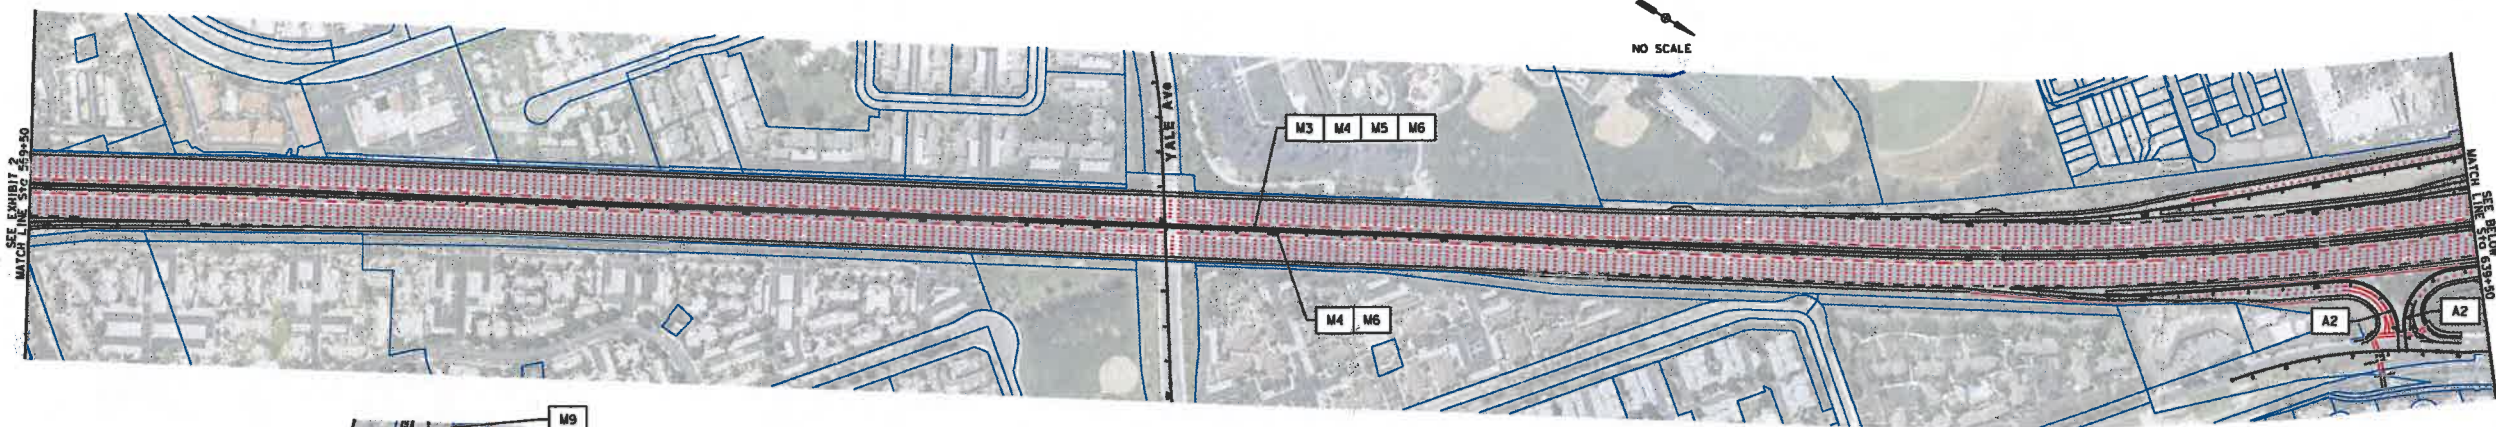 NO SCALE
SEE EXHIBIT 2
MATCH LINE Sta 569+50
YALE Ave
M3 M4 M5 M6
M4 M6
A2
A2
SEE BELOW
MATCH LINE Sta 639+50
M9